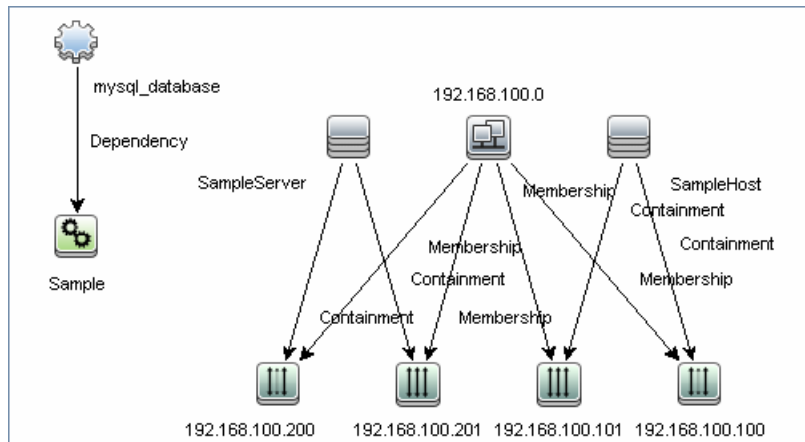 mysql_database
192.168.100.0
Dependency
SampleServer
Membership
SampleHost
Containment
Membership
Containment
Sample
Containment
Membership
Containment
Membership
192.168.100.200
192.168.100.201
192.168.100.101
192.168.100.100